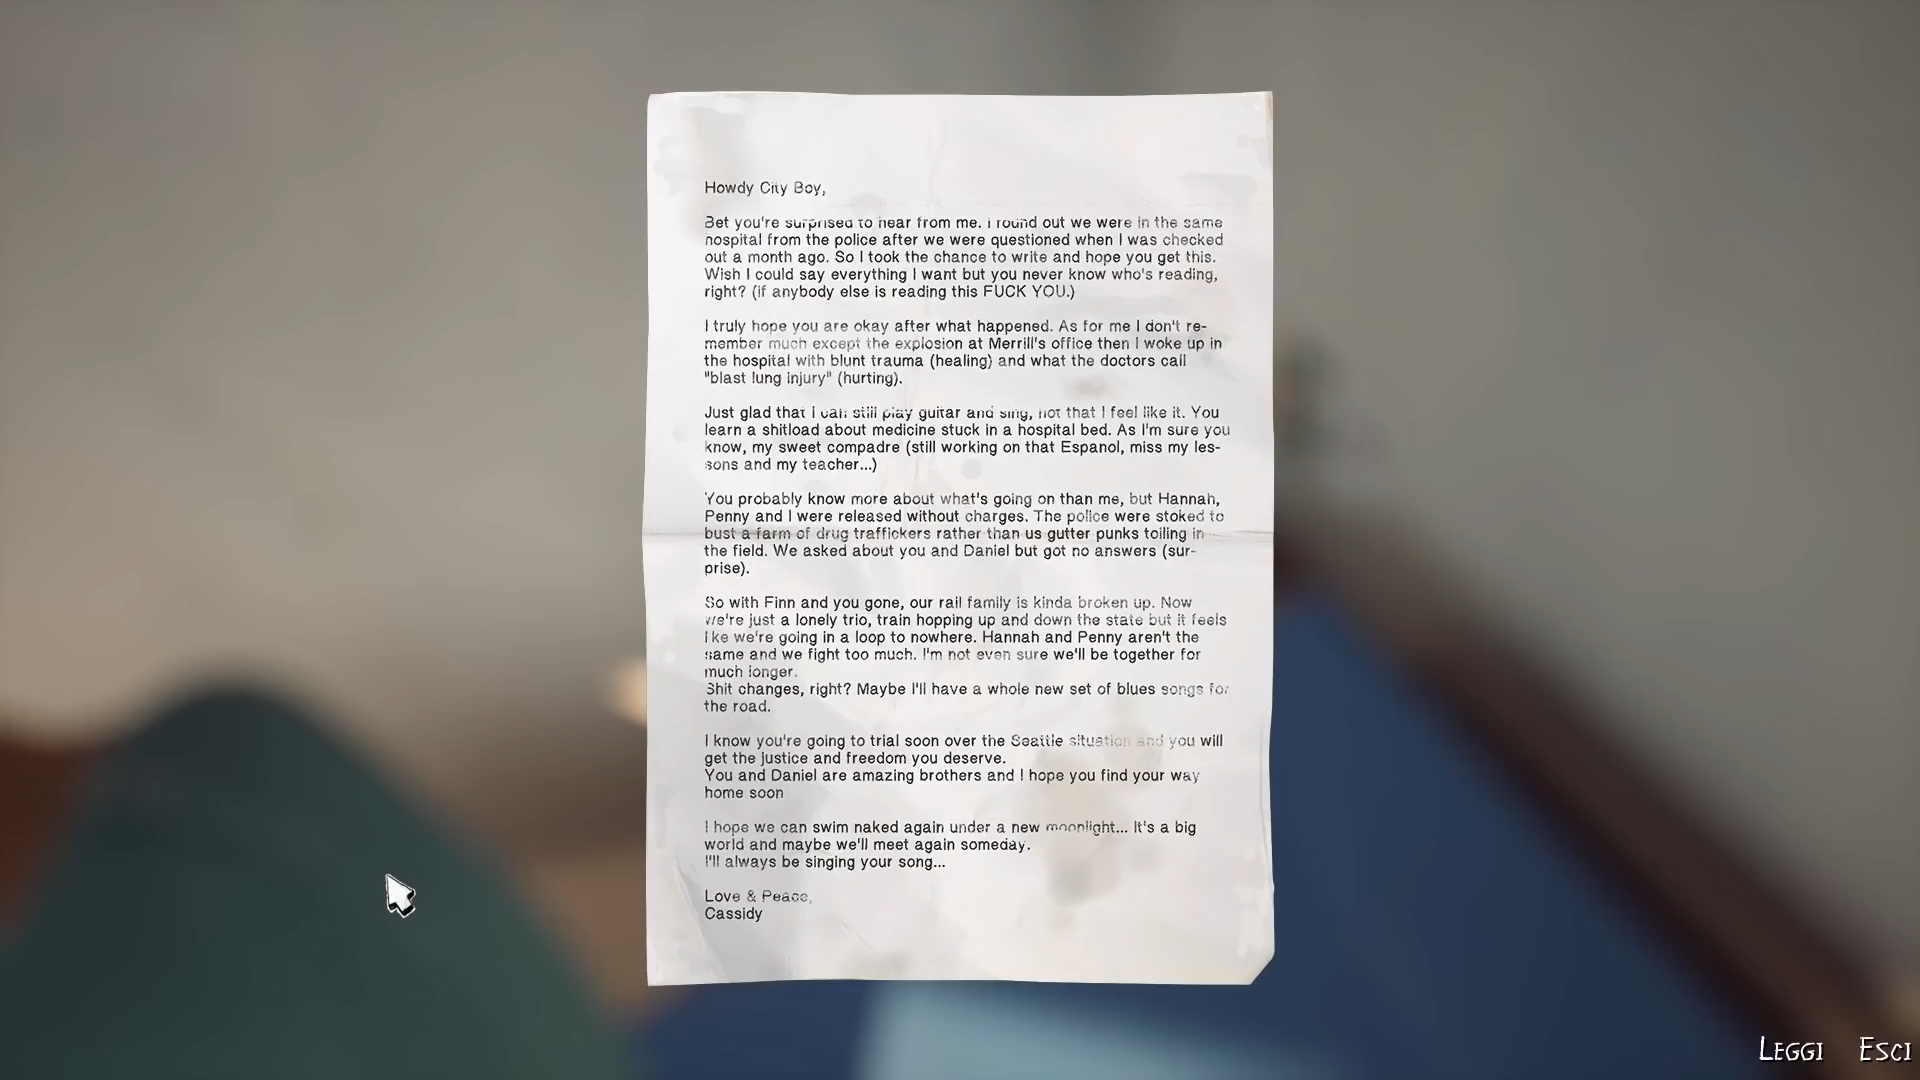 Howdy City Boy,
Bet you're surprised to hear from me. I found out we were in the same
hospital from the police after we were questioned when I was checked
out a month ago. So I took the chance to write and hope you get this.
Wish I could say everything I want but you never know who's reading,
right? (if anybody else is reading this FUCK YOU.)
I truly hope you are okay after what happened. As for me I don't re-
member much except the explosion at Merrill's office then I woke up in
the hospital with blunt trauma (healing) and what the doctors call
"blast lung injury" (hurting).
Just glad that I can still play guitar and sing, not that I feel like it. You
learn a shitload about medicine stuck in a hospital bed. As I'm sure you
know, my sweet compadre (still working on that Espanol, miss my les-
sons and my teacher...)
You probably know more about what's going on than me, but Hannah,
Penny and I were released without charges. The police were stoked to
bust a farm of drug traffickers rather than us gutter punks toiling in
the field. We asked about you and Daniel but got no answers (sur-
prise).
So with Finn and you gone, our rail family is kinda broken up. Now
we're just a lonely trio, train hopping up and down the state but it feels
like we're going in a loop to nowhere. Hannah and Penny aren't the
same and we fight too much. I'm not even sure we'll be together for
much longer.
Shit changes, right? Maybe I'll have a whole new set of blues songs for
the road.
I know you're going to trial soon over the Seattle situation and you will
get the justice and freedom you deserve.
You and Daniel are amazing brothers and I hope you find your way
home soon
I hope we can swim naked again under a new moonlight... It's a big
world and maybe we'll meet again someday.
I'll always be singing your song...
Love & Peace,
Cassidy
Leggi Esci